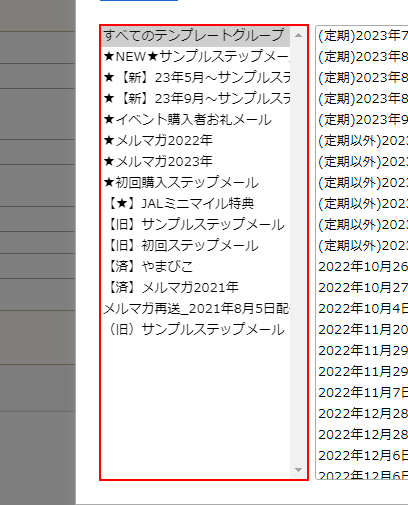 すべてのテンプレートグループ
★NEW★サンプルステップメー
★【新】23年5月～サンプルステ
★【新】23年9月～サンプルステ
★イベント購入者お礼メール
★メルマガ2022年
★メルマガ2023年
★初回購入ステップメール
【★】JALミニマイル特典
【旧】サンプルステップメール
【旧】初回ステップメール
【済】やまびこ
【済】メルマガ2021年
メルマガ再送_2021年8月5日配
（旧）サンプルステップメール
(定期)2023年7
(定期)2023年8
(定期)2023年8
(定期)2023年8
(定期)2023年9
(定期以外)202
(定期以外)202
(定期以外)202
(定期以外)202
(定期以外)202
(定期以外)202
2022年10月26
2022年10月27
2022年10月4日
2022年11月20
2022年11月29
2022年11月29
2022年11月7日
2022年12月28
2022年12月28
2022年12月6日
2022年12月6日